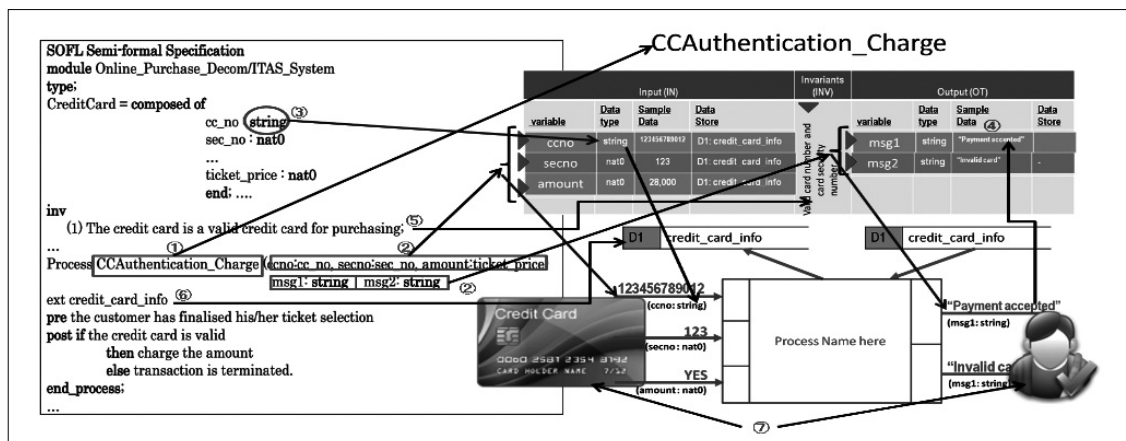 SOFL Semi-formal Specification
module Online_Purchase_Decom/ITAS_System
type;
CreditCard = composed of
cc_no : string ③
sec_no : nat0
...
ticket_price : nat0
end; ....
inv
(1) The credit card is a valid credit card for purchasing; ⑤
...
① ②
Process CCAuthentication_Charge (ccno:cc_no, secno:sec_no, amount:ticket_price
msg1: string | msg2: string ②
ext credit_card_info ⑥
pre the customer has finalised his/her ticket selection
post if the credit card is valid
then charge the amount
else transaction is terminated.
end_process;
...
CCAuthentication_Charge
Input (IN) Invariants (INV) Output (OT)
variable Data type Sample Data Data Store variable Data type Sample Data ④ Data Store
ccno string 123456789012 D1: credit_card_info msg1 string "Payment accepted"
secno nat0 123 D1: credit_card_info msg2 string "Invalid card" -
amount nat0 28,000 D1: credit_card_info
Valid card number and card security number
D1 credit_card_info D1 credit_card_info
123456789012
(ccno: string)
123
(secno: nat0)
YES
(amount: nat0)
Credit Card
CARD HOLDER NAME 7/12
Process Name here
"Payment accepted"
(msg1: string)
"Invalid ca
(msg1: string)
⑦